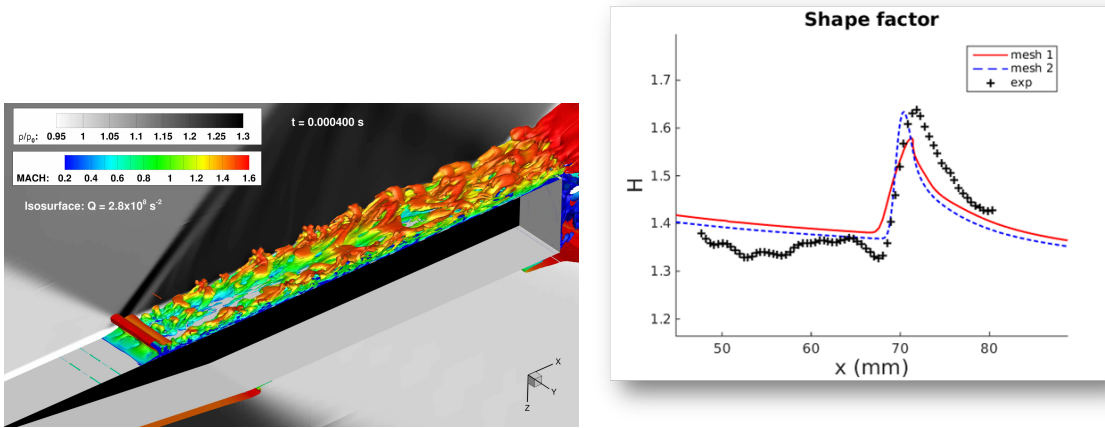 ρ/ρ₀: 0.95 1 1.05 1.1 1.15 1.2 1.25 1.3
t = 0.000400 s
MACH: 0.2 0.4 0.6 0.8 1 1.2 1.4 1.6
Isosurface: Q = 2.8x10⁸ s⁻²
X
Y
Z
Shape factor
mesh 1
mesh 2
exp
1.7
1.6
1.5
1.4
1.3
1.2
H
50 60 70 80
x (mm)